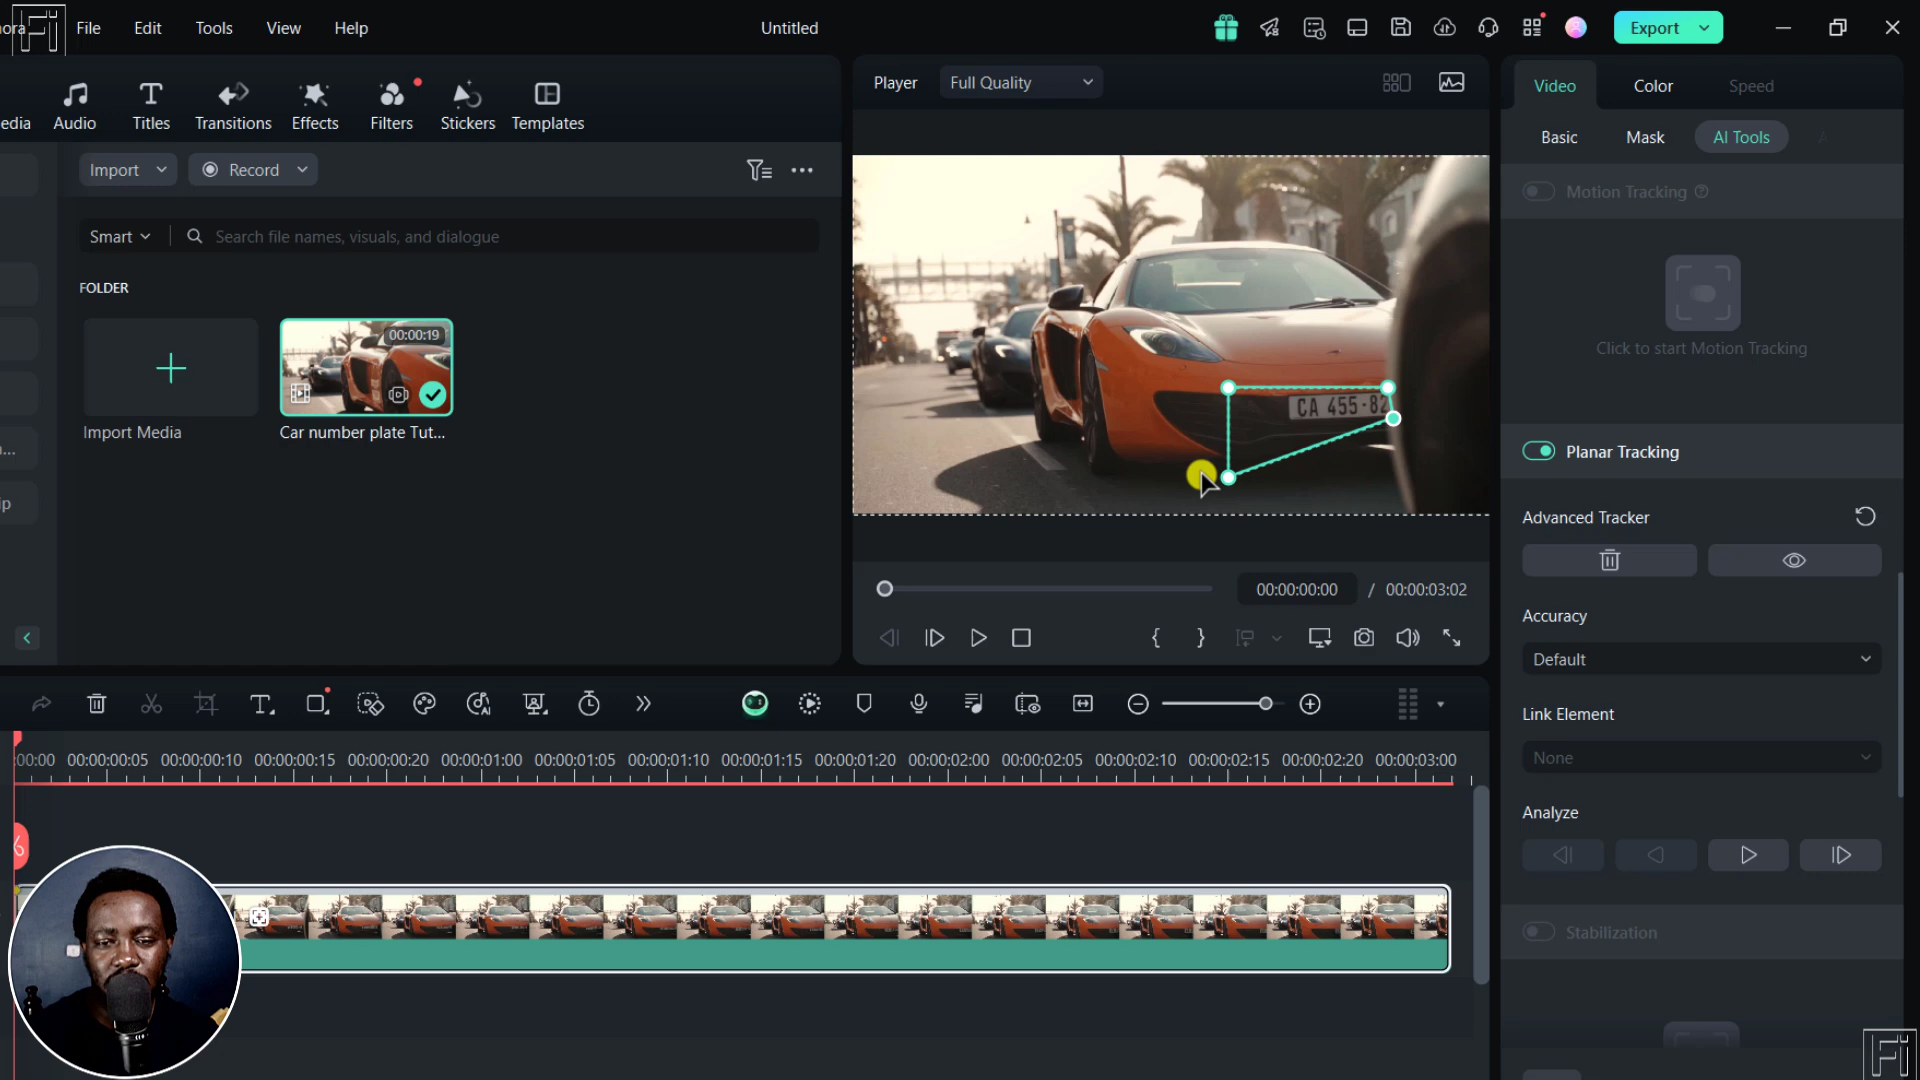 Fi
File Edit Tools View Help
Untitled
Export
edia Audio Titles Transitions Effects Filters Stickers Templates
Import Record
Smart Search file names, visuals, and dialogue
FOLDER
00:00:19
Import Media
Car number plate Tut...
ip
Player Full Quality
CA 455·82
00:00:00:00 / 00:00:03:02
Video Color Speed
Basic Mask AI Tools
Motion Tracking
Click to start Motion Tracking
Planar Tracking
Advanced Tracker
Accuracy
Default
Link Element
None
Analyze
Stabilization
:00:00 00:00:00:05 00:00:00:10 00:00:00:15 00:00:00:20 00:00:01:00 00:00:01:05 00:00:01:10 00:00:01:15 00:00:01:20 00:00:02:00 00:00:02:05 00:00:02:10 00:00:02:15 00:00:02:20 00:00:03:00
Fi